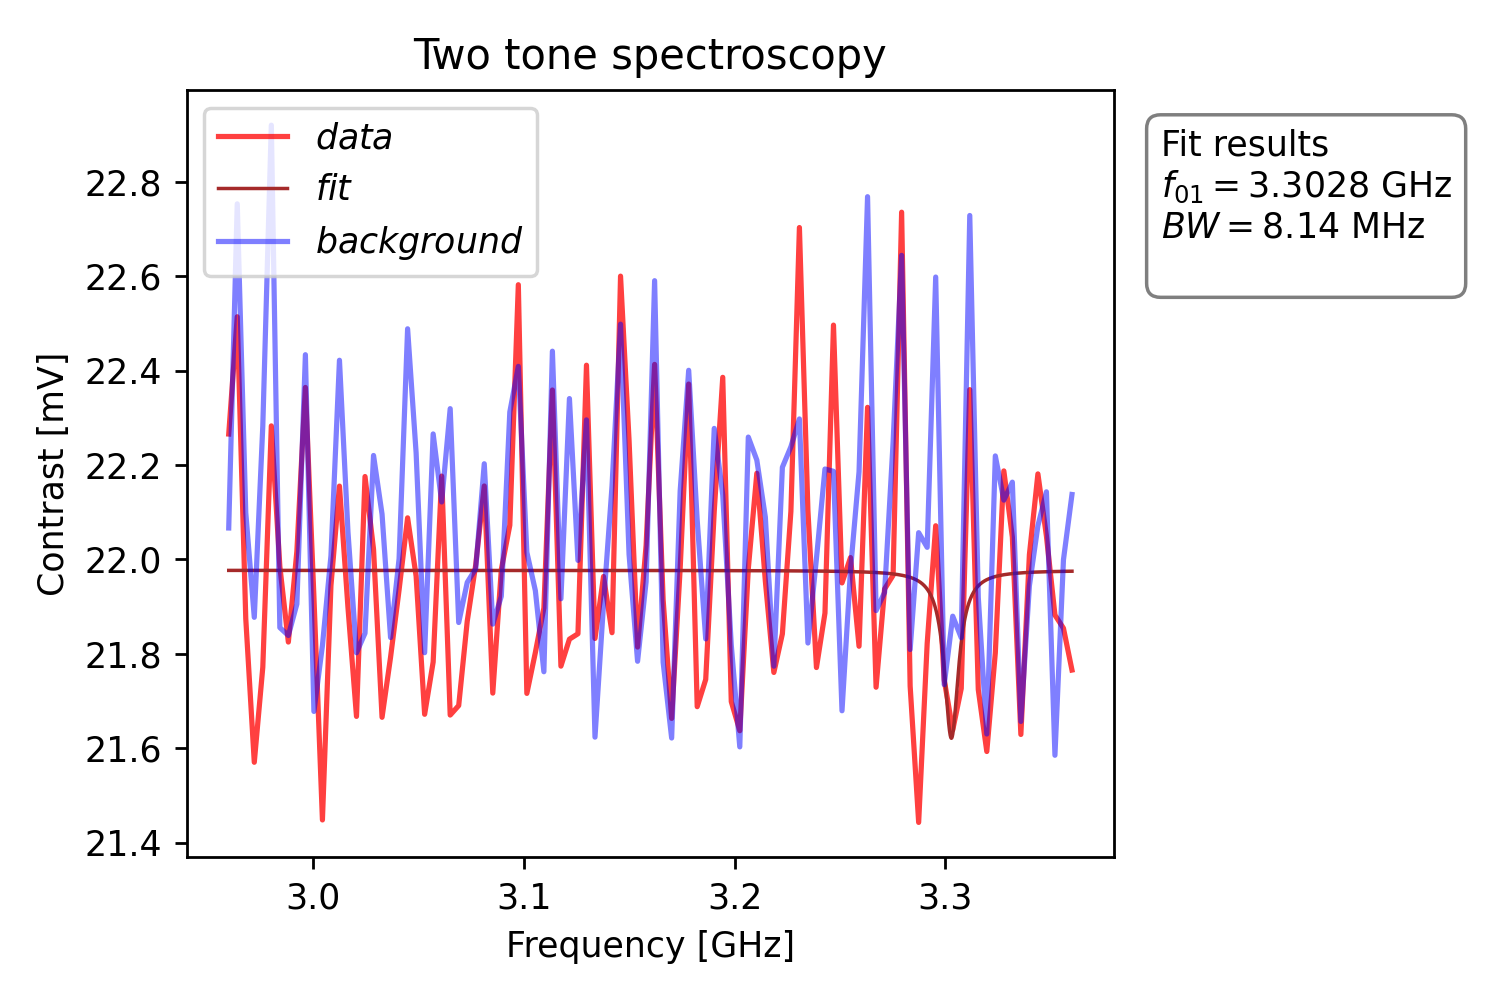 Two tone spectroscopy
data
fit
background
Fit results
f01 = 3.3028 GHz
BW = 8.14 MHz
Contrast [mV]
22.8
22.6
22.4
22.2
22.0
21.8
21.6
21.4
3.0 3.1 3.2 3.3
Frequency [GHz]